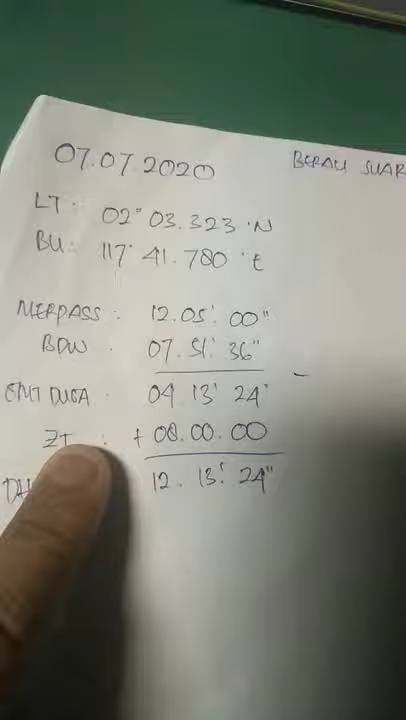 07.07.2020
BERAU SUAR
LT: 02° 03.323 'N
BU: 117° 41.780 'E
MERPASS : 12.05'. 00"
BDW : 07.51'. 36"
GMT DUGA : 04. 13' 24" -
ZT : + 08.00.00
12. 13' 24"